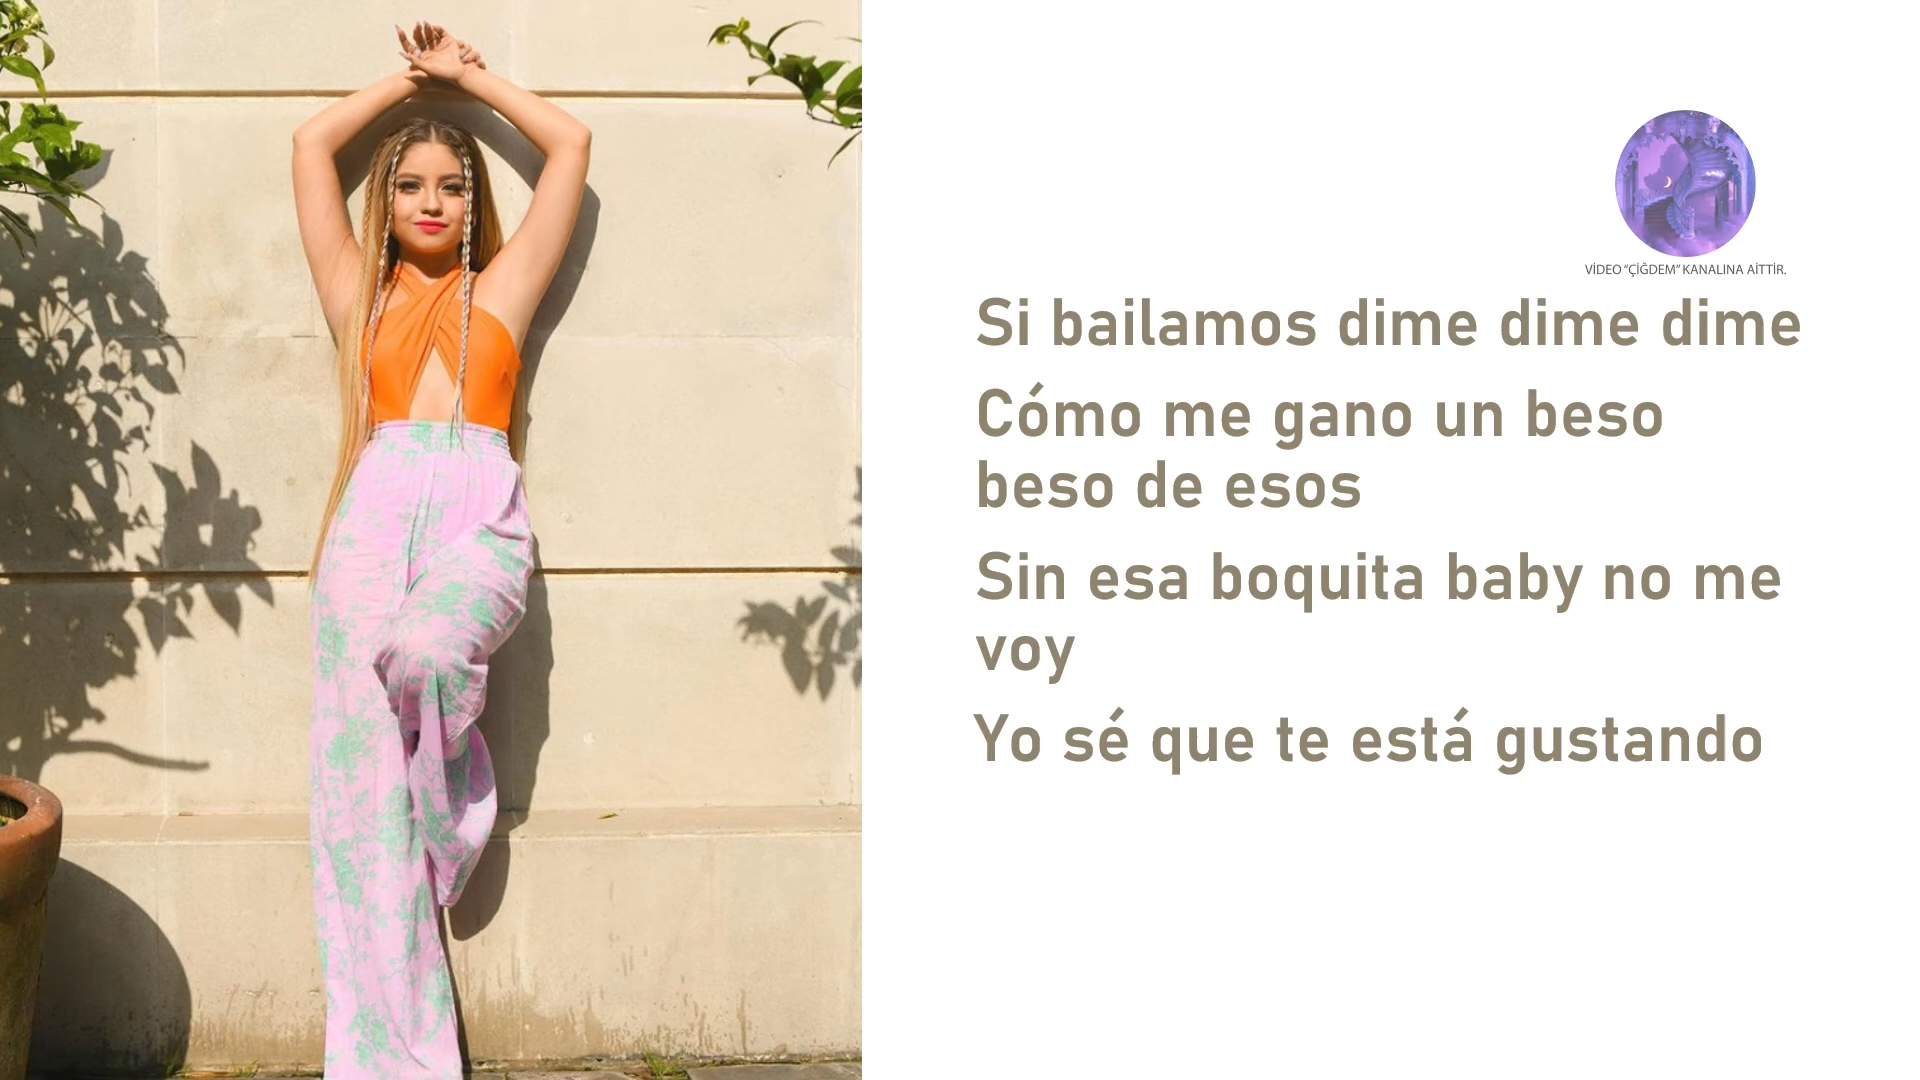 VİDEO “ÇİĞDEM” KANALINA AİTTİR.
Si bailamos dime dime dime
Cómo me gano un beso
beso de esos
Sin esa boquita baby no me
voy
Yo sé que te está gustando